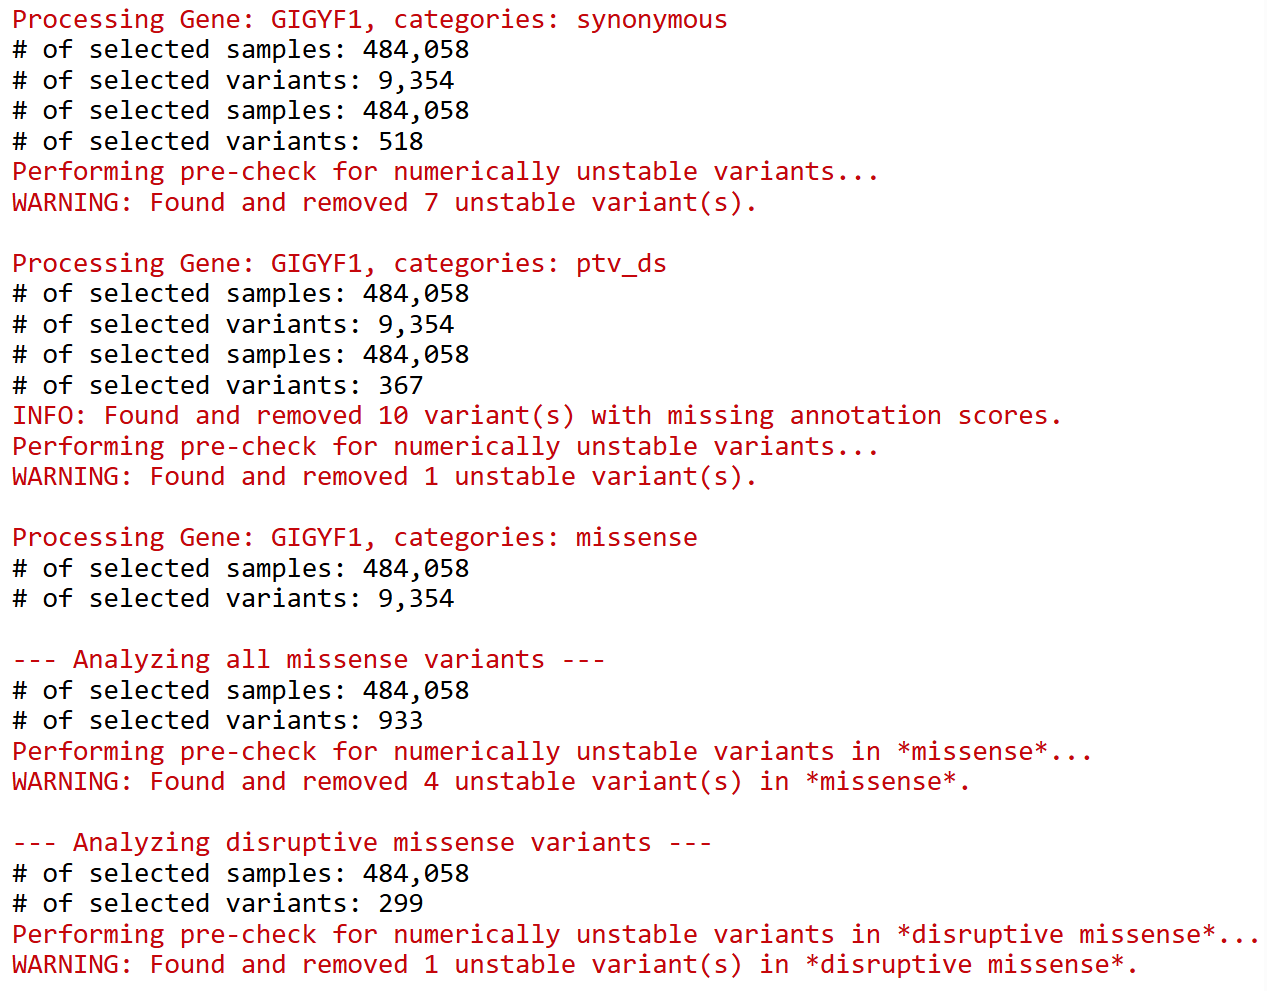 Processing Gene: GIGYF1, categories: synonymous
# of selected samples: 484,058
# of selected variants: 9,354
# of selected samples: 484,058
# of selected variants: 518
Performing pre-check for numerically unstable variants...
WARNING: Found and removed 7 unstable variant(s).
Processing Gene: GIGYF1, categories: ptv_ds
# of selected samples: 484,058
# of selected variants: 9,354
# of selected samples: 484,058
# of selected variants: 367
INFO: Found and removed 10 variant(s) with missing annotation scores.
Performing pre-check for numerically unstable variants...
WARNING: Found and removed 1 unstable variant(s).
Processing Gene: GIGYF1, categories: missense
# of selected samples: 484,058
# of selected variants: 9,354
--- Analyzing all missense variants ---
# of selected samples: 484,058
# of selected variants: 933
Performing pre-check for numerically unstable variants in *missense*...
WARNING: Found and removed 4 unstable variant(s) in *missense*.
--- Analyzing disruptive missense variants ---
# of selected samples: 484,058
# of selected variants: 299
Performing pre-check for numerically unstable variants in *disruptive missense*...
WARNING: Found and removed 1 unstable variant(s) in *disruptive missense*.